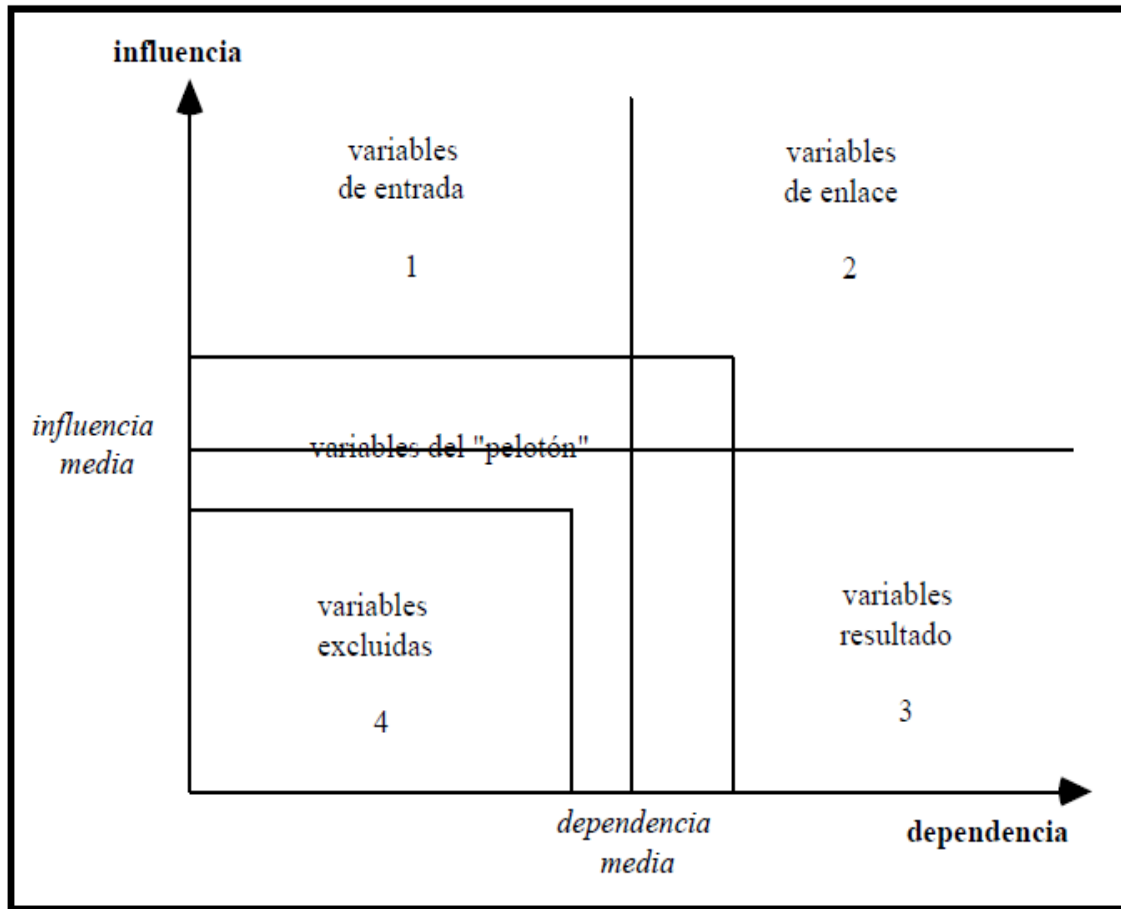 influencia
variables
de entrada
1
variables
de enlace
2
influencia
media
variables del "pelotón"
variables
excluidas
4
variables
resultado
3
dependencia
media
dependencia